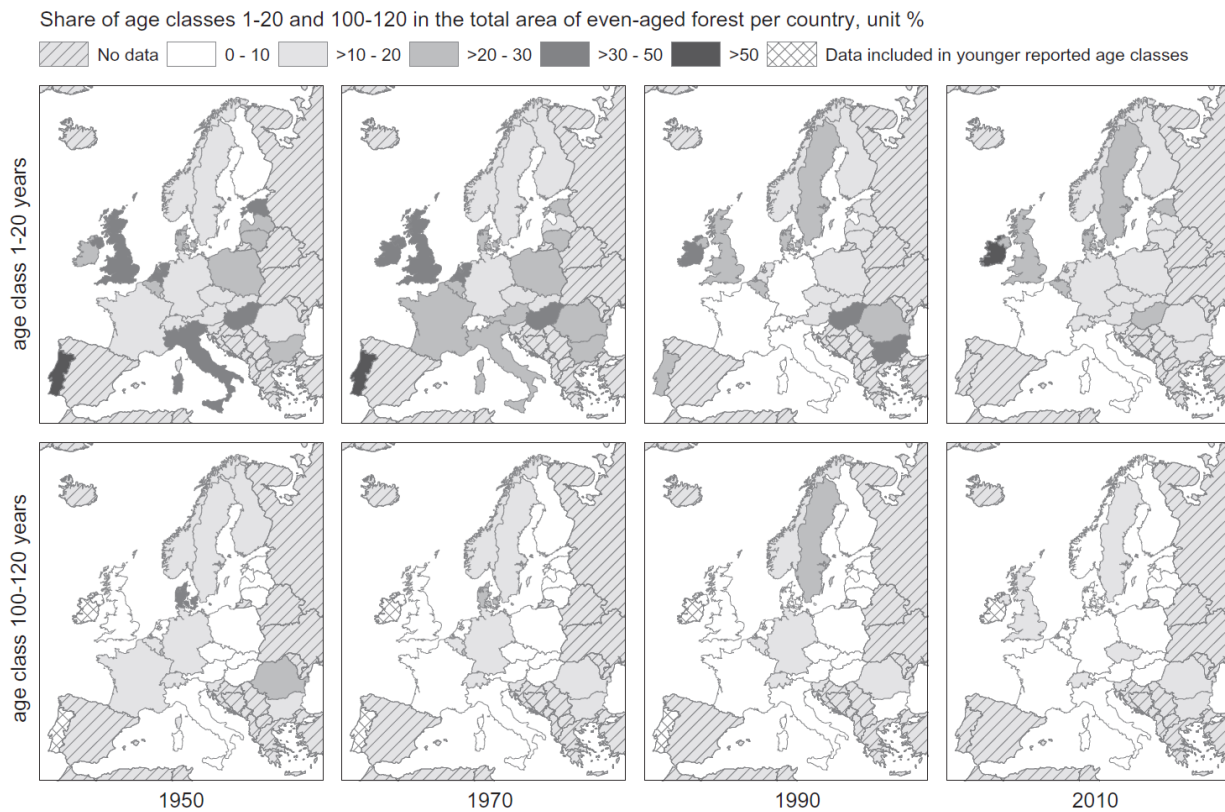 Share of age classes 1-20 and 100-120 in the total area of even-aged forest per country, unit %
No data 0 - 10 >10 - 20 >20 - 30 >30 - 50 >50 Data included in younger reported age classes
age class 1-20 years
age class 100-120 years
1950 1970 1990 2010